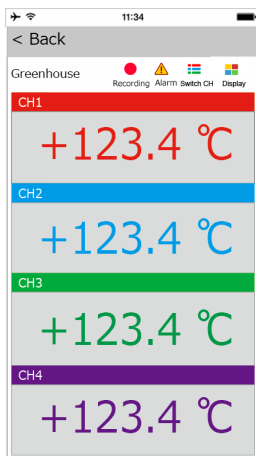 11:34
< Back
Greenhouse
Recording Alarm Switch CH Display
CH1
+123.4 ℃
CH2
+123.4 ℃
CH3
+123.4 ℃
CH4
+123.4 ℃